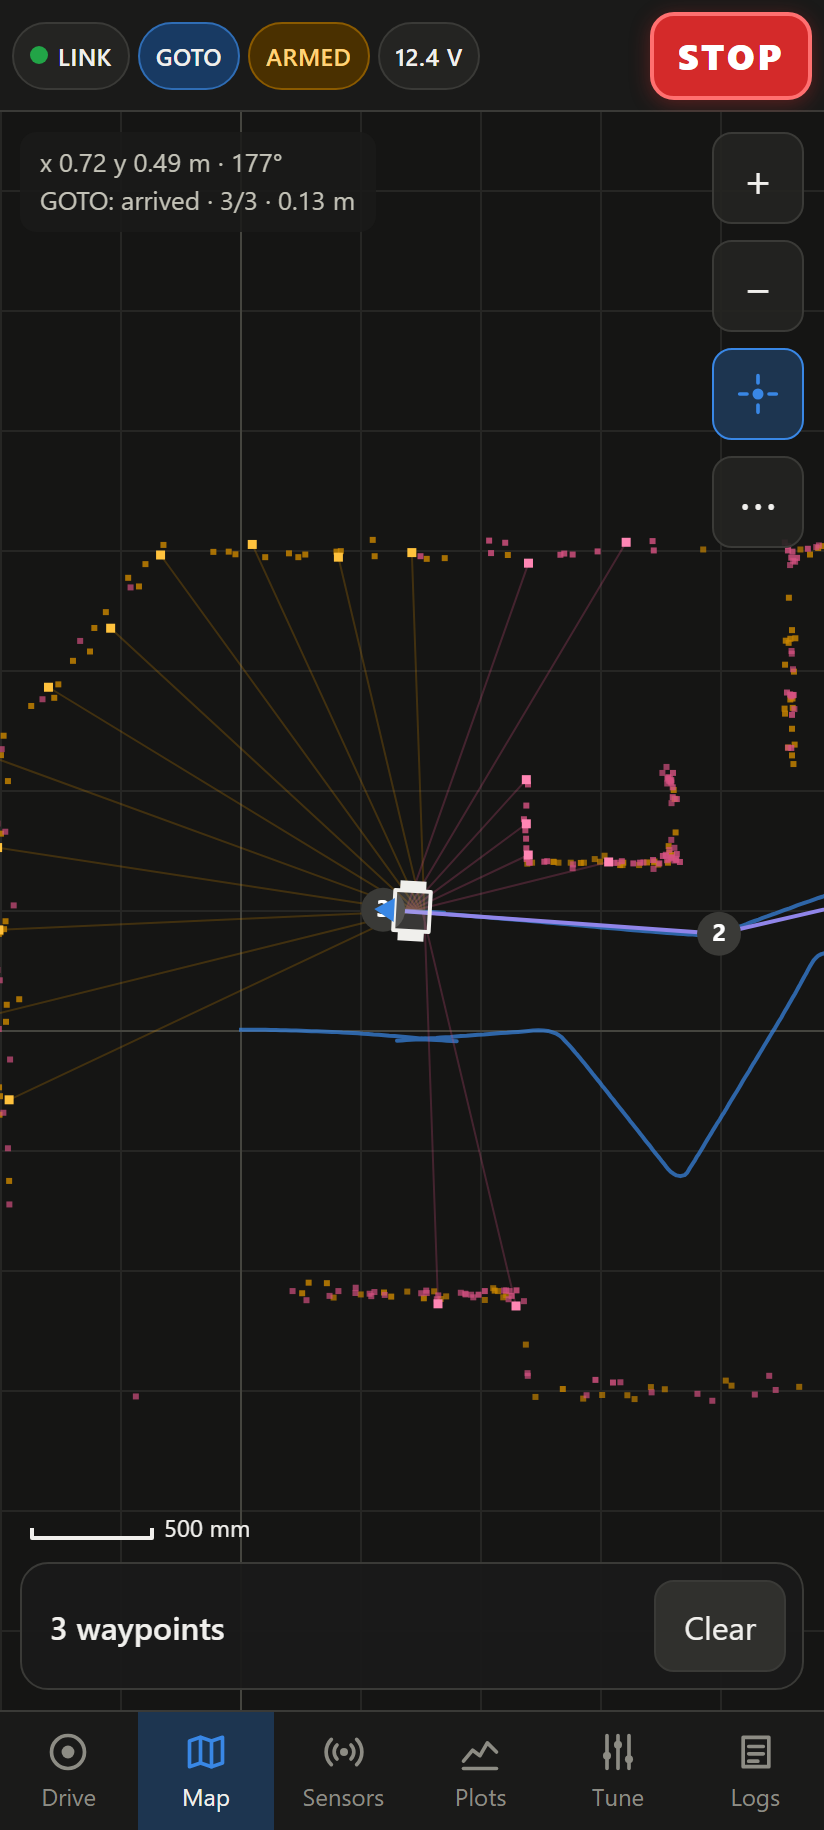 LINK
GOTO
ARMED
12.4 V
STOP
x 0.72 y 0.49 m · 177°
GOTO: arrived · 3/3 · 0.13 m
+
−
...
2
500 mm
3 waypoints
Clear
Drive
Map
Sensors
Plots
Tune
Logs